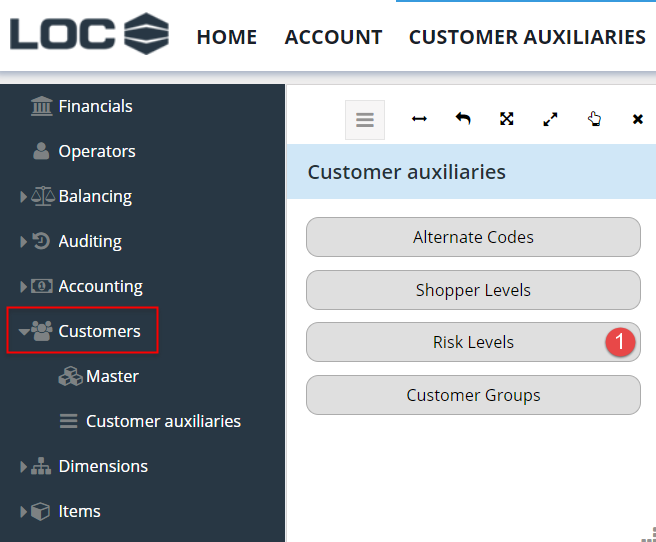 LOC
HOME ACCOUNT CUSTOMER AUXILIARIES
Financials
Operators
Balancing
Auditing
Accounting
Customers
Master
Customer auxiliaries
Dimensions
Items
Customer auxiliaries
Alternate Codes
Shopper Levels
Risk Levels 1
Customer Groups